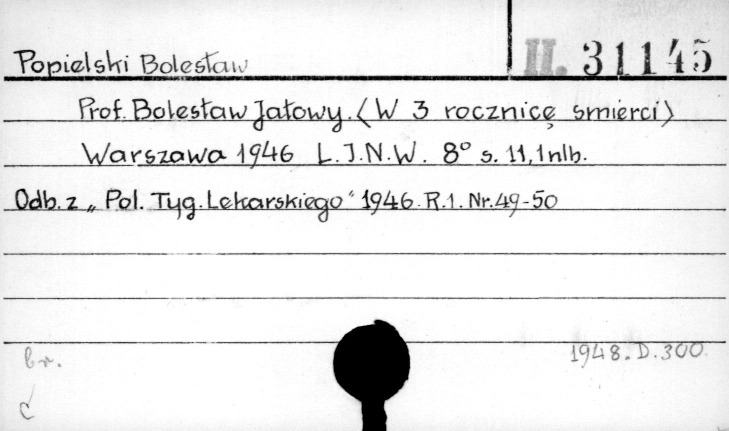 II. 31145
Popielski Bolesław
Prof. Bolesław Jałowy. (W 3 rocznicę śmierci)
Warszawa 1946 L.I.N.W. 8° s. 11, 1 nlb.
Odb. z „Pol. Tyg. Lekarskiego" 1946. R.1. Nr. 49-50
br.
1948. D. 300.